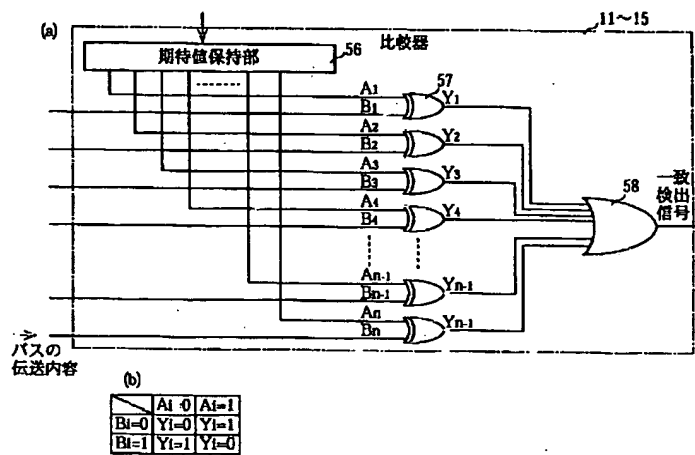 (a)
11～15
比較器
期待値保持部
56
57
A1
B1
Y1
A2
B2
Y2
A3
B3
Y3
A4
B4
Y4
58
一致
検出
信号
An-1
Bn-1
Yn-1
An
Bn
Yn-1
バスの
伝送内容
(b)
Ai=0 Ai=1
Bi=0 Yi=0 Yi=1
Bi=1 Yi=1 Yi=0